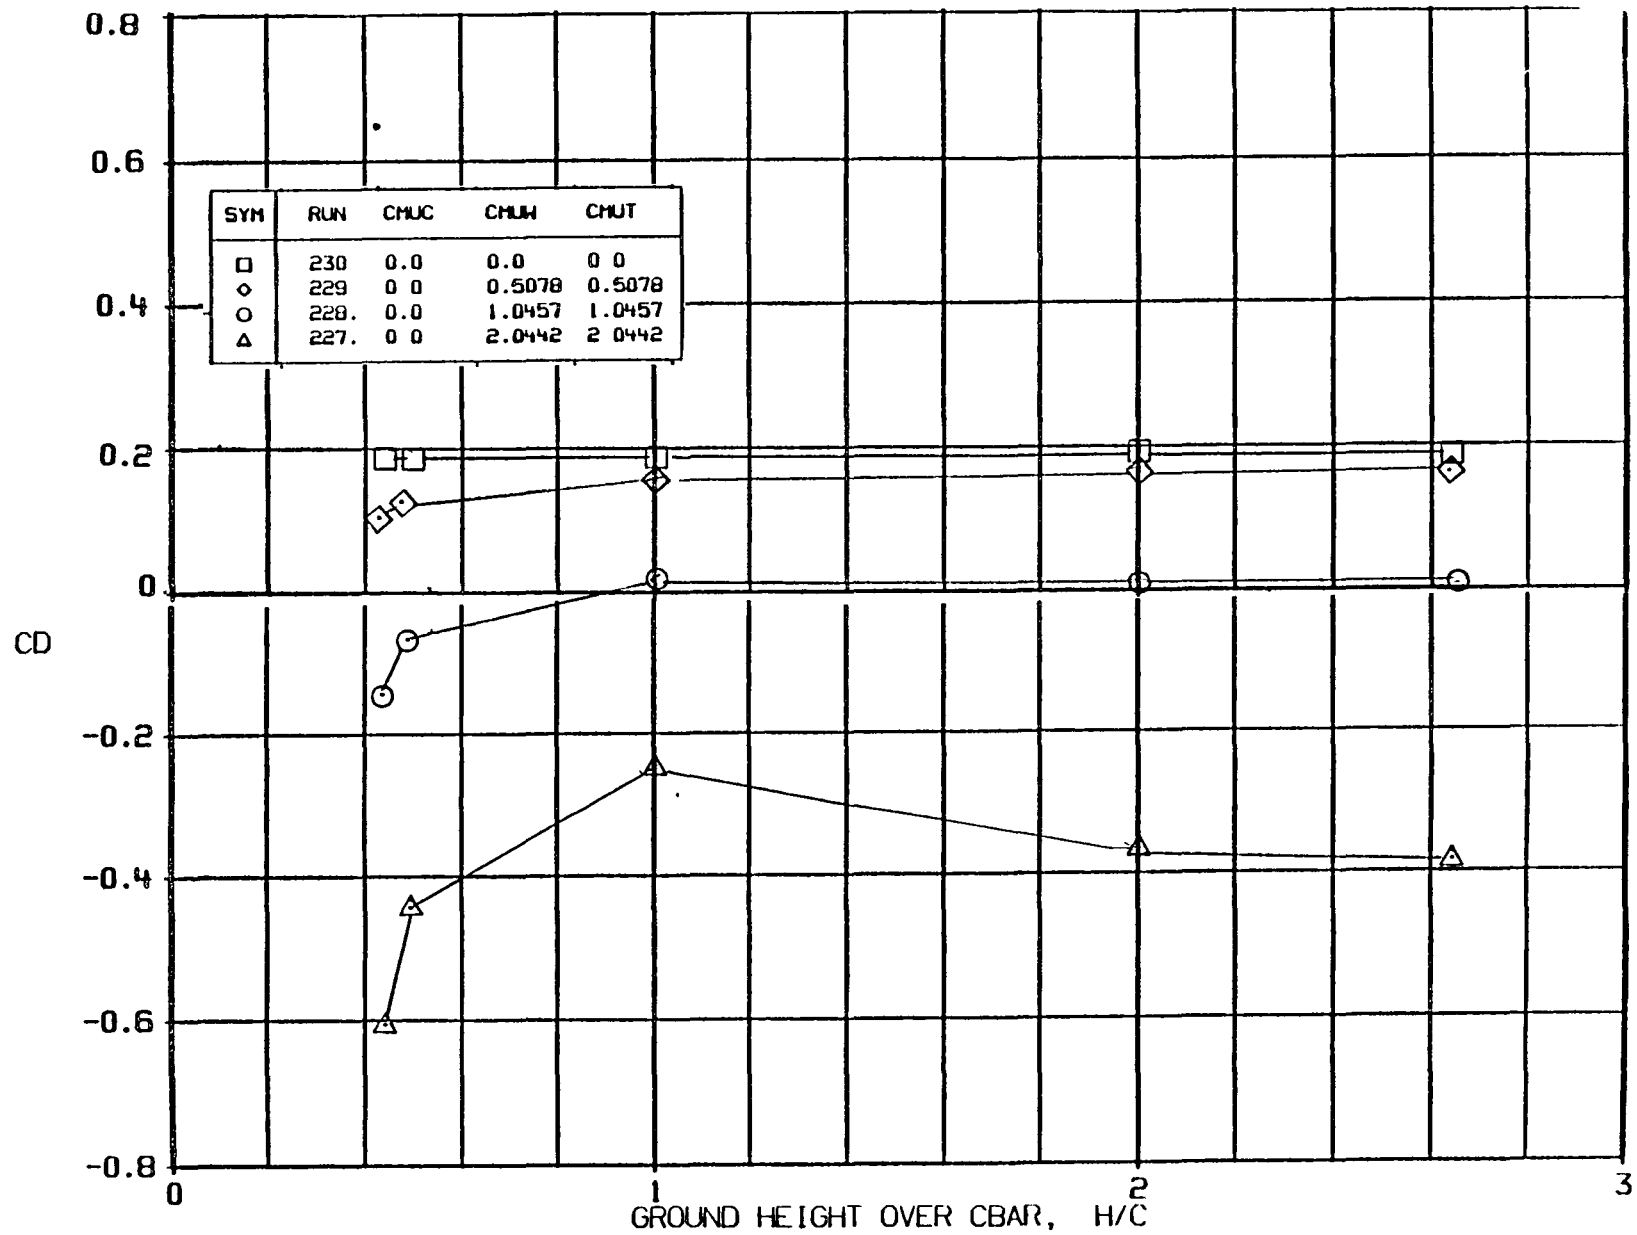 0.8
0.6
SYM RUN CMUC CMUW CMUT
230 0.0 0.0 0 0
229 0 0 0.5078 0.5078
228. 0.0 1.0457 1.0457
227. 0 0 2.0442 2 0442
0.4
0.2
0
CD
-0.2
-0.4
-0.6
-0.8
0 1 2 3
GROUND HEIGHT OVER CBAR, H/C